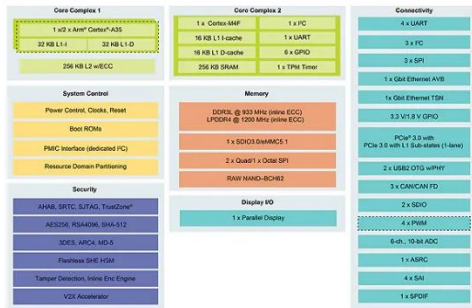 Core Complex 1
1 x/2 x Arm® Cortex®-A35
32 KB L1-I
32 KB L1-D
256 KB L2 w/ECC
Core Complex 2
1 x Cortex-M4F
1 x I²C
16 KB L1 I-cache
1 x UART
16 KB L1 D-cache
6 x GPIO
256 KB SRAM
1 x TPM Timer
Connectivity
4 x UART
3 x I²C
3 x SPI
1 x Gbit Ethernet AVB
1x Gbit Ethernet TSN
3.3 V/1.8 V GPIO
PCIe® 3.0 with
PCIe 3.0 with L1 Sub-states (1-lane)
2 x USB2 OTG w/PHY
3 x CAN/CAN FD
2 x SDIO
4 x PWM
6-ch., 10-bit ADC
1 x ASRC
4 x SAI
1 x SPDIF
System Control
Power Control, Clocks, Reset
Boot ROMs
PMIC Interface (dedicated I²C)
Resource Domain Partitioning
Memory
DDR3L @ 933 MHz (inline ECC)
LPDDR4 @ 1200 MHz (inline ECC)
1 x SDIO3.0/eMMC5.1
2 x Quad/1 x Octal SPI
RAW NAND–BCH62
Security
AHAB, SRTC, SJTAG, TrustZone®
AES256, RSA4096, SHA-512
3DES, ARC4, MD-5
Flashless SHE HSM
Tamper Detection, Inline Enc Engine
V2X Accelerator
Display I/O
1 x Parallel Display